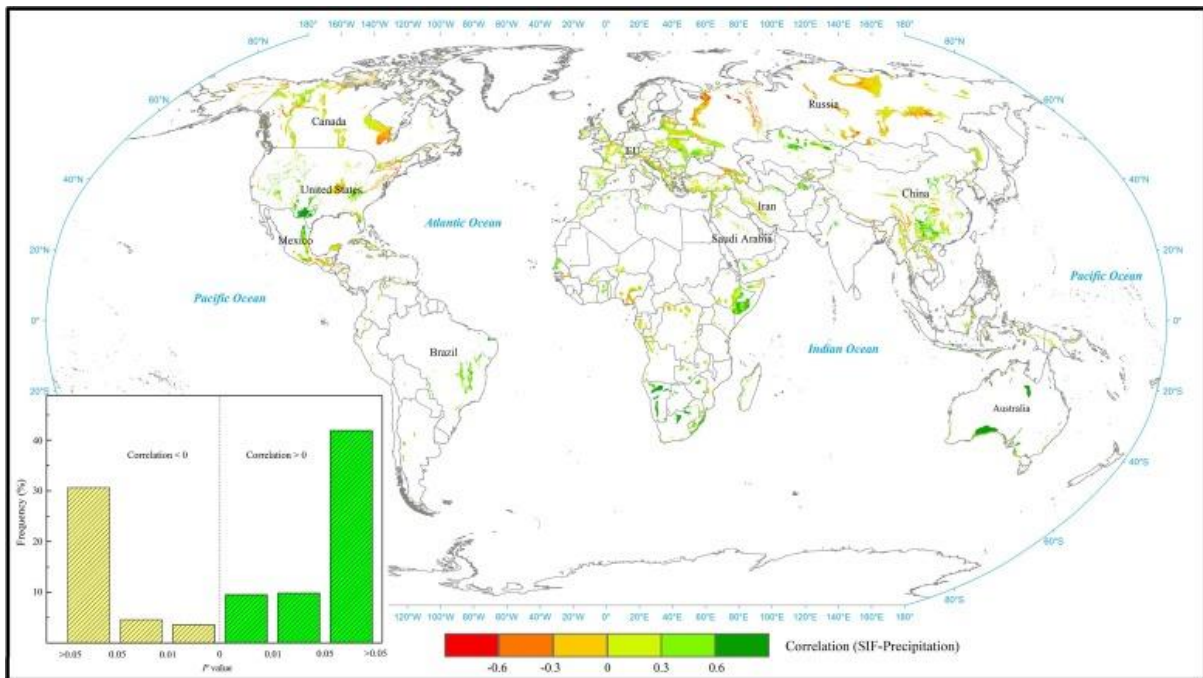 180° 160°W 140°W 120°W 100°W 80°W 60°W 40°W 20°W 0° 20°E 40°E 60°E 80°E 100°E 120°E 140°E 160°E 180°
80°N 80°N
60°N 60°N
Russia
Canada
EU
40°N 40°N
United States
China
Iran
Atlantic Ocean
Saudi Arabia
Mexico
20°N 20°N
Pacific Ocean Pacific Ocean
0° 0°
Indian Ocean
Brazil
20°S 20°S
Australia
40°S
60°S
80°S
120°W 100°W 80°W 60°W 40°W 20°W 0° 20°E 40°E 60°E 80°E 100°E 120°E 140°E 160°E 180°
Correlation < 0 Correlation > 0
Frequency (%)
40
30
20
10
>0.05 0.05 0.01 0 0.01 0.05 >0.05
P value
Correlation (SIF-Precipitation)
-0.6 -0.3 0 0.3 0.6